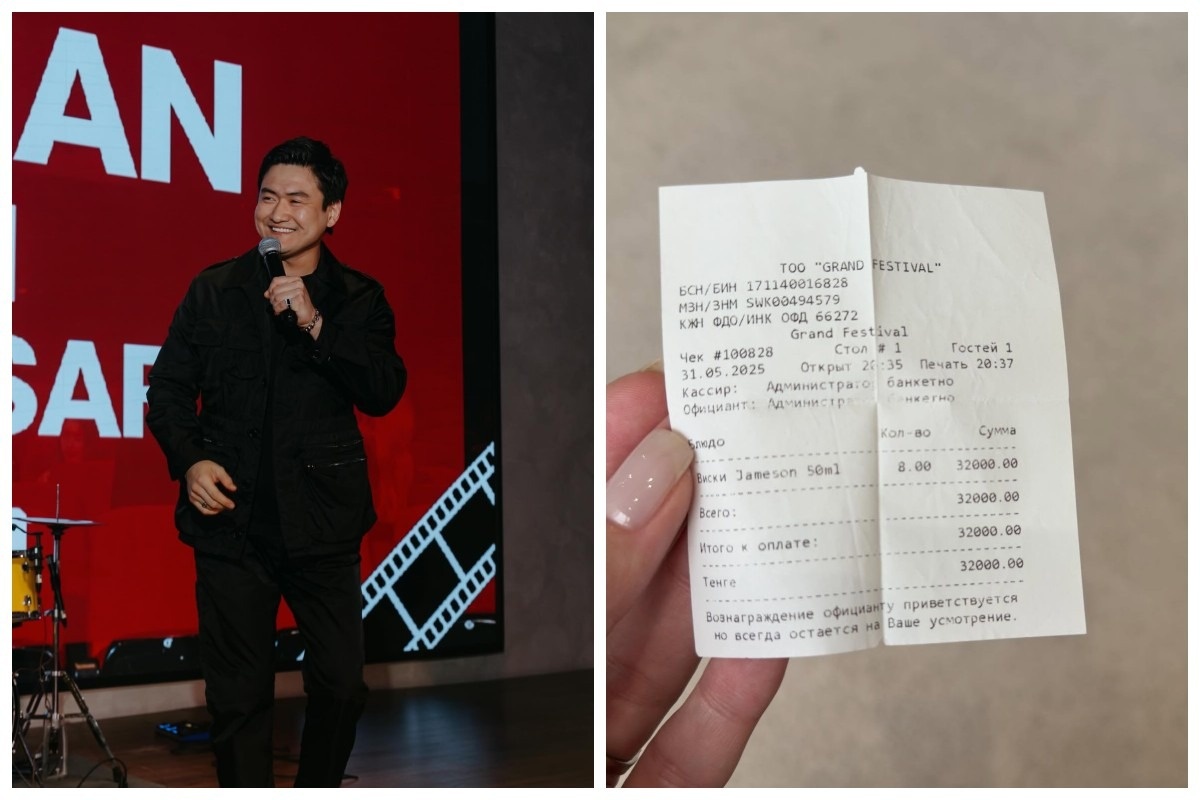 AN
SAR
ТОО "GRAND FESTIVAL"
БСН/БИН 171140016828
МЗН/ЗНМ SWK00494579
КЖН ФДО/ИНК ОФД 66272
Grand Festival
Чек #100828 Стол # 1 Гостей 1
31.05.2025 Открыт 20:35 Печать 20:37
Кассир: Администрато банкетно
Официант: Администр банкетно
Блюдо Кол-во Сумма
Виски Jameson 50ml 8.00 32000.00
Всего: 32000.00
Итого к оплате: 32000.00
Тенге 32000.00
Вознаграждение официанту приветствуется
но всегда остается на Ваше усмотрение.